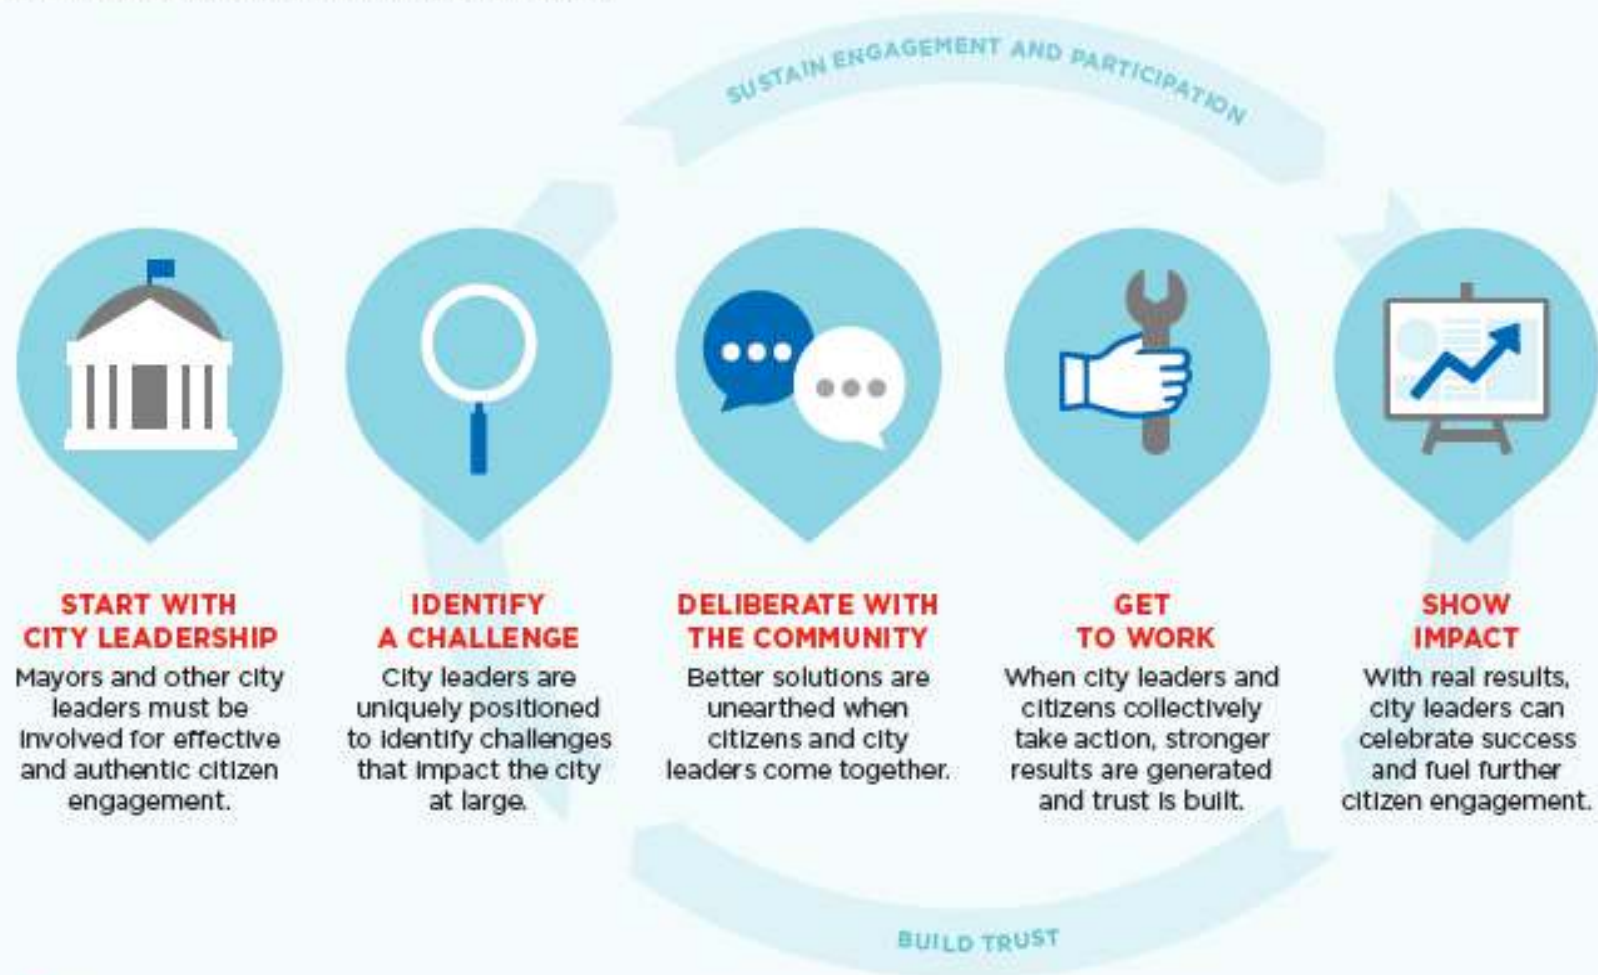 SUSTAIN ENGAGEMENT AND PARTICIPATION
START WITH
CITY LEADERSHIP
Mayors and other city
leaders must be
involved for effective
and authentic citizen
engagement.
IDENTIFY
A CHALLENGE
City leaders are
uniquely positioned
to identify challenges
that impact the city
at large.
DELIBERATE WITH
THE COMMUNITY
Better solutions are
unearthed when
citizens and city
leaders come together.
GET
TO WORK
When city leaders and
citizens collectively
take action, stronger
results are generated
and trust is built.
SHOW
IMPACT
With real results,
city leaders can
celebrate success
and fuel further
citizen engagement.
BUILD TRUST